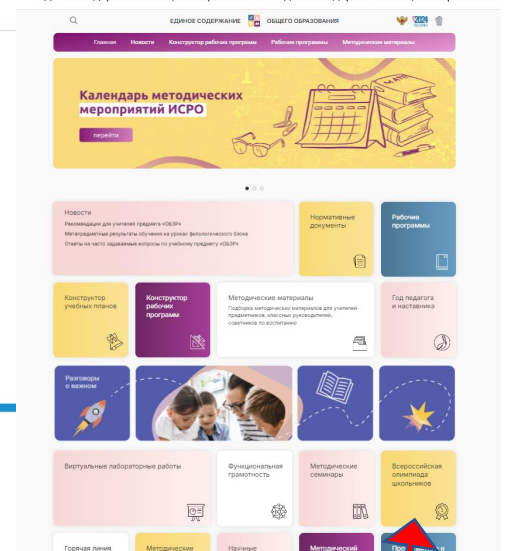 ЕДИНОЕ СОДЕРЖАНИЕ ОБЩЕГО ОБРАЗОВАНИЯ
2024
Главная Новости Конструктор рабочих программ Рабочие программы Методические материалы
Календарь методических
мероприятий ИСРО
перейти
Новости
Рекомендации для учителей предмета «ОБЗР»
Метапредметные результаты обучения на уроках филологического блока
Ответы на часто задаваемые вопросы по учебному предмету «ОБЗР»
Нормативные
документы
Рабочие
программы
Конструктор
учебных планов
Конструктор
рабочих
программ
Методические материалы
Подборка методических материалов для учителей-
предметников, классных руководителей,
советников по воспитанию
Год педагога
и наставника
Разговоры
о важном
Виртуальные лабораторные работы
Функциональная
грамотность
Методические
семинары
Всероссийская
олимпиада
школьников
Горячая линия
Методические
Научные
Методический